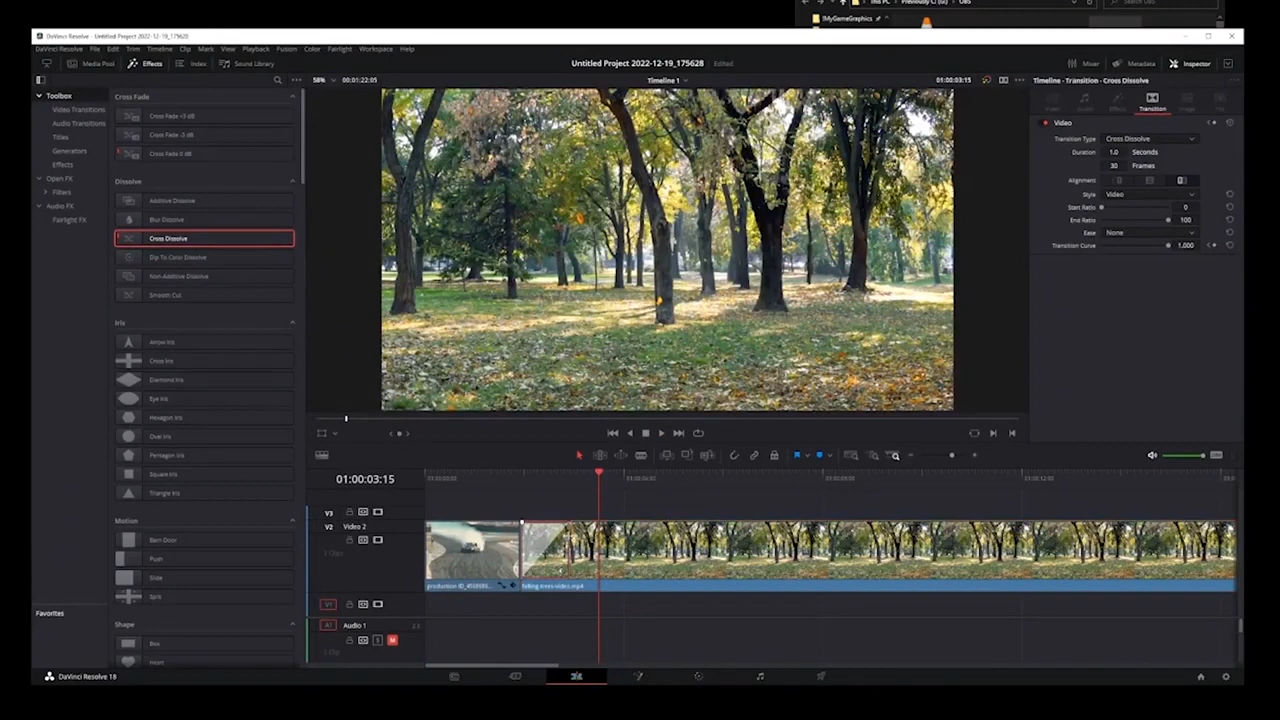 !MyGameGraphics
DaVinci Resolve - Untitled Project 2022-12-19_175628
DaVinci Resolve File Edit Trim Timeline Clip Mark View Playback Fusion Color Fairlight Workspace Help
Media Pool Effects Index Sound Library Untitled Project 2022-12-19_175628 Edited Mixer Metadata Inspector
58% 00:01:22:05 Timeline 1 01:00:03:15 Timeline - Transition - Cross Dissolve
Toolbox
Video Transitions
Audio Transitions
Titles
Generators
Effects
Open FX
Filters
Audio FX
Fairlight FX
Favorites
Cross Fade
Cross Fade +3 dB
Cross Fade -3 dB
Cross Fade 0 dB
Dissolve
Additive Dissolve
Blur Dissolve
Cross Dissolve
Dip To Color Dissolve
Non-Additive Dissolve
Smooth Cut
Iris
Arrow Iris
Cross Iris
Diamond Iris
Eye Iris
Hexagon Iris
Oval Iris
Pentagon Iris
Square Iris
Triangle Iris
Motion
Barn Door
Push
Slide
Split
Shape
Box
Heart
Transition
Video
Transition Type Cross Dissolve
Duration 1.0 Seconds
30 Frames
Alignment
Style Video
Start Ratio 0
End Ratio 100
Ease None
Transition Curve 1.000
01:00:03:15
V3
V2 Video 2
falling-trees-video.mp4
V1
A1 Audio 1
S M
DaVinci Resolve 18